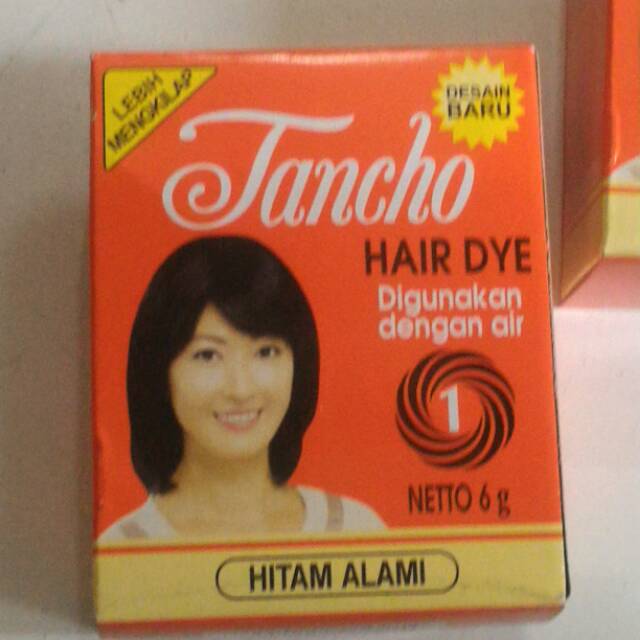 LEBIH
MENGKILAP
DESAIN
BARU
Tancho
HAIR DYE
Digunakan
dengan air
1
NETTO 6 g
HITAM ALAMI